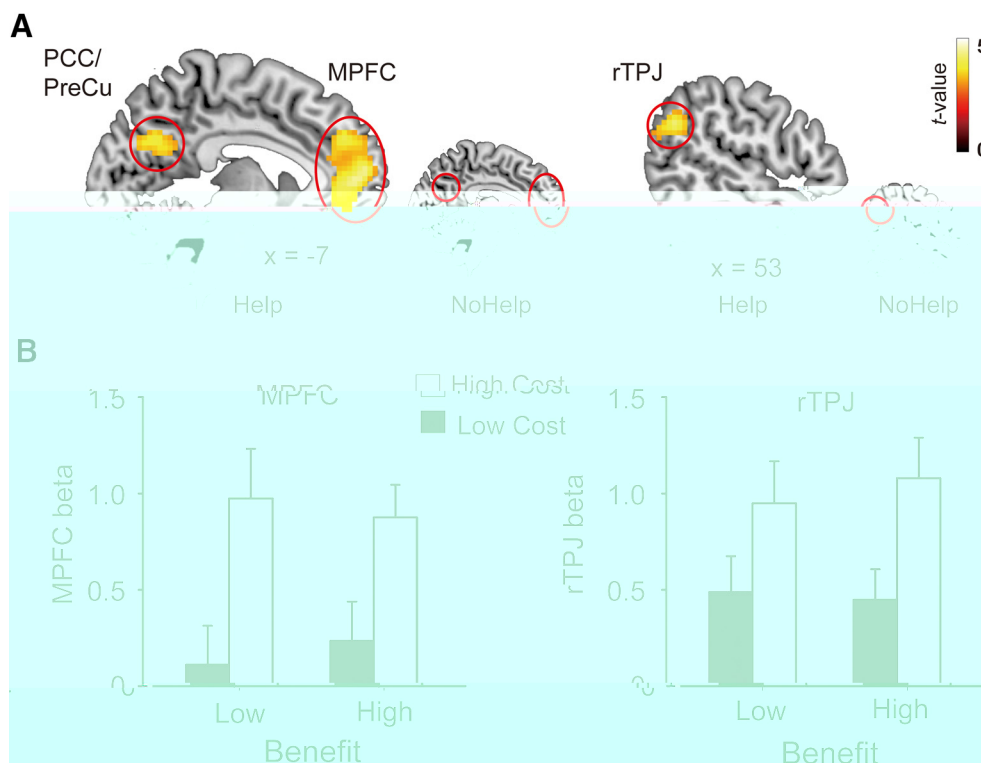 A
PCC/
PreCu
MPFC
rTPJ
5
t-value
0
x = -7
x = 53
Help
NoHelp
Help
NoHelp
B
MPFC
High Cost
Low Cost
rTPJ
1.5
1.0
0.5
0
MPFC beta
Low
High
Benefit
1.5
1.0
0.5
rTPJ beta
Low
High
Benefit